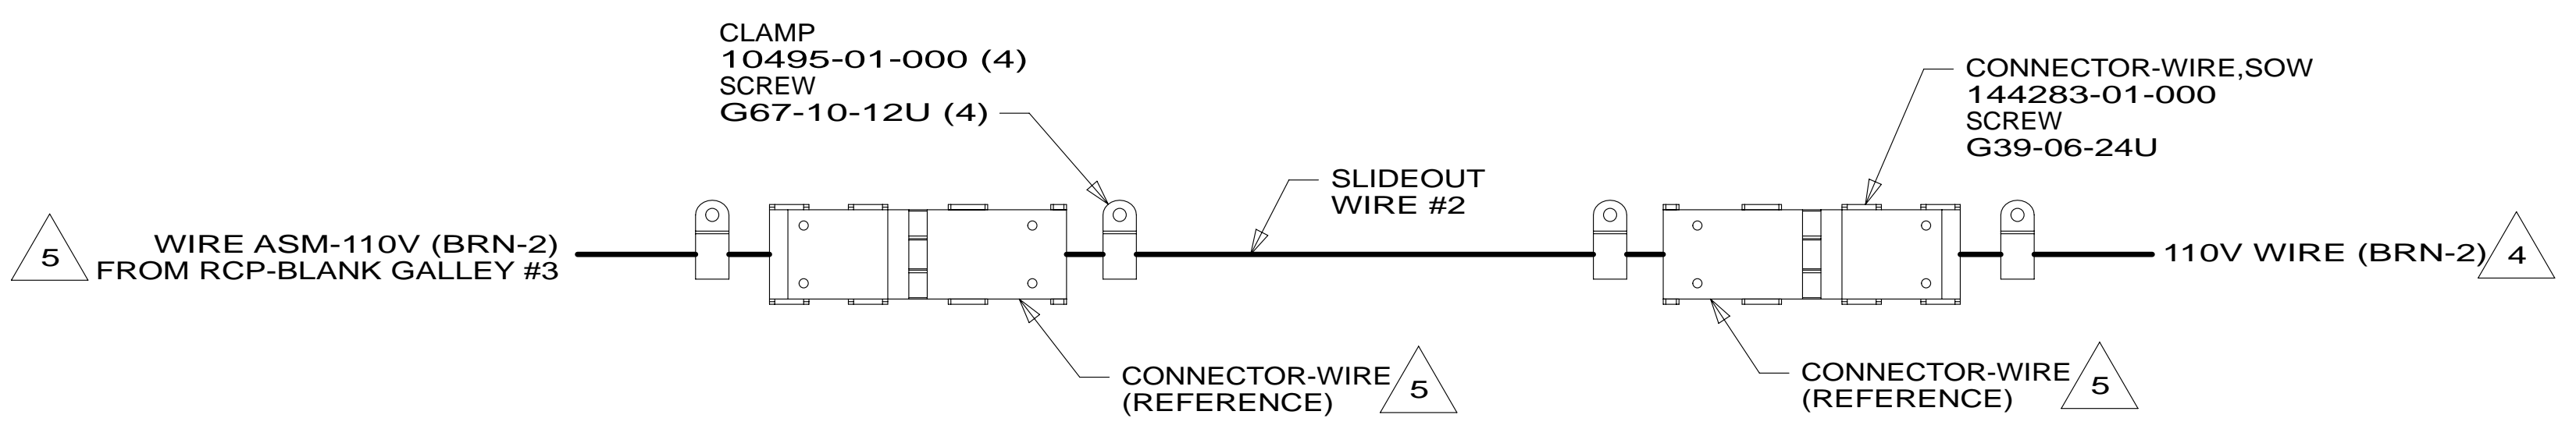 CLAMP
10495-01-000 (4)
SCREW
G67-10-12U (4)
CONNECTOR-WIRE,SOW
144283-01-000
SCREW
G39-06-24U
SLIDEOUT
WIRE #2
5
WIRE ASM-110V (BRN-2)
FROM RCP-BLANK GALLEY #3
110V WIRE (BRN-2)
4
CONNECTOR-WIRE
(REFERENCE)
5
CONNECTOR-WIRE
(REFERENCE)
5